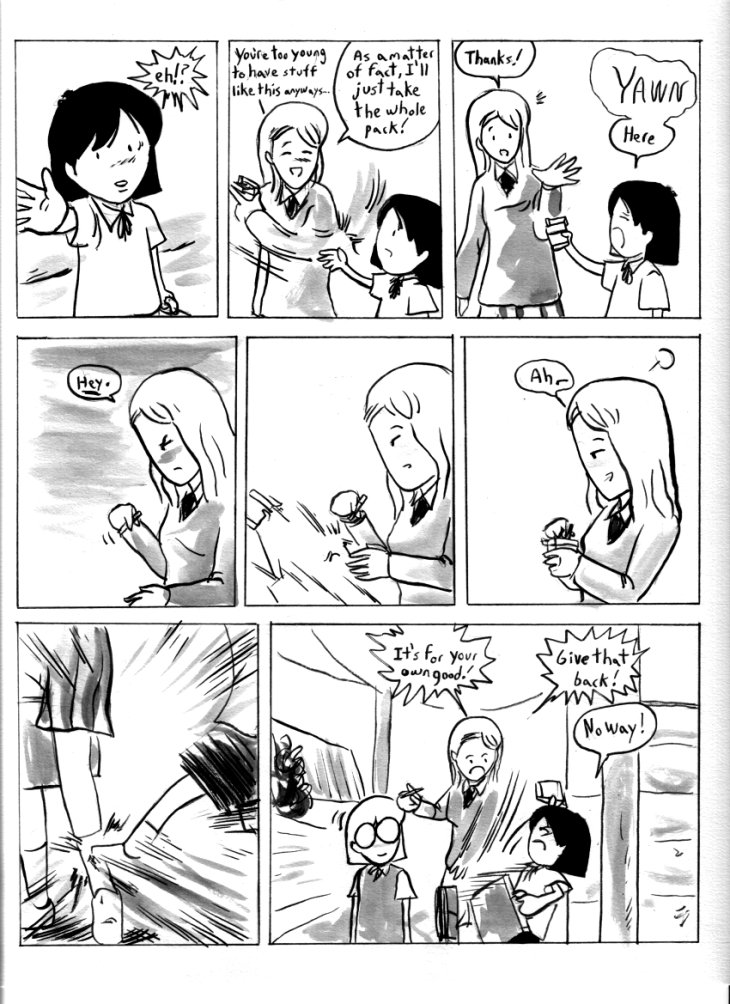 YAWN
Here
Thanks!
As a matter
of fact, I'll
just take
the whole
pack!
You're too young
to have stuff
like this anyways...
eh!?
Ah~
Hey.
Give that
back!
No way!
It's for your
own good!